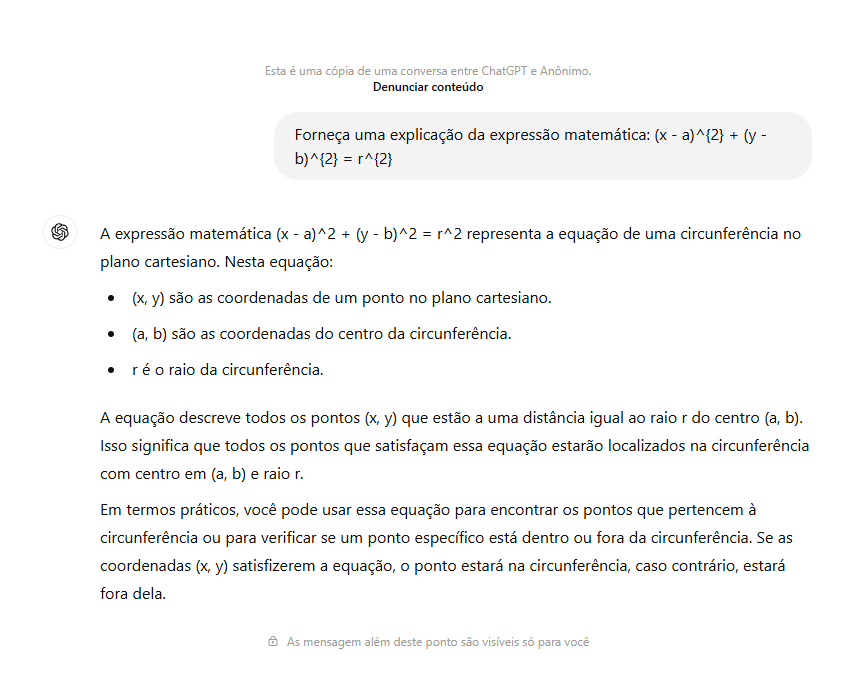 Esta é uma cópia de uma conversa entre ChatGPT e Anônimo.
Denunciar conteúdo
Forneça uma explicação da expressão matemática: (x - a)^{2} + (y -
b)^{2} = r^{2}
A expressão matemática (x - a)^2 + (y - b)^2 = r^2 representa a equação de uma circunferência no
plano cartesiano. Nesta equação:
• (x, y) são as coordenadas de um ponto no plano cartesiano.
• (a, b) são as coordenadas do centro da circunferência.
• r é o raio da circunferência.
A equação descreve todos os pontos (x, y) que estão a uma distância igual ao raio r do centro (a, b).
Isso significa que todos os pontos que satisfaçam essa equação estarão localizados na circunferência
com centro em (a, b) e raio r.
Em termos práticos, você pode usar essa equação para encontrar os pontos que pertencem à
circunferência ou para verificar se um ponto específico está dentro ou fora da circunferência. Se as
coordenadas (x, y) satisfizerem a equação, o ponto estará na circunferência, caso contrário, estará
fora dela.
As mensagem além deste ponto são visíveis só para você